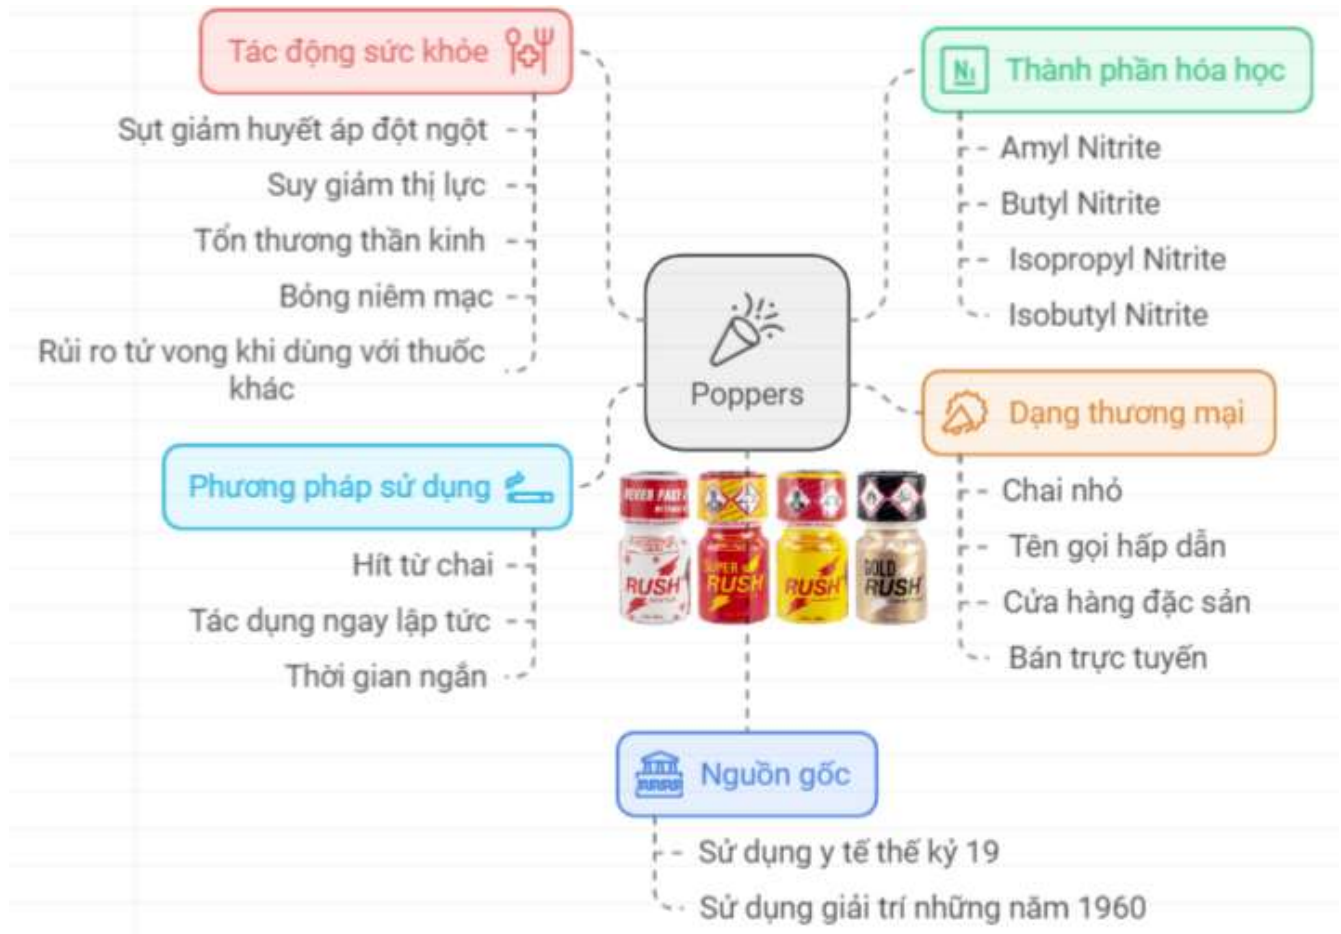 Tác động sức khỏe
Sụt giảm huyết áp đột ngột
Suy giảm thị lực
Tổn thương thần kinh
Bỏng niêm mạc
Rủi ro tử vong khi dùng với thuốc
khác
Phương pháp sử dụng
Hít từ chai
Tác dụng ngay lập tức
Thời gian ngắn
Poppers
RUSH
SUPER
RUSH
RUSH
GOLD
RUSH
Thành phần hóa học
Amyl Nitrite
Butyl Nitrite
Isopropyl Nitrite
Isobutyl Nitrite
Dạng thương mại
Chai nhỏ
Tên gọi hấp dẫn
Cửa hàng đặc sản
Bán trực tuyến
Nguồn gốc
Sử dụng y tế thế kỷ 19
Sử dụng giải trí những năm 1960